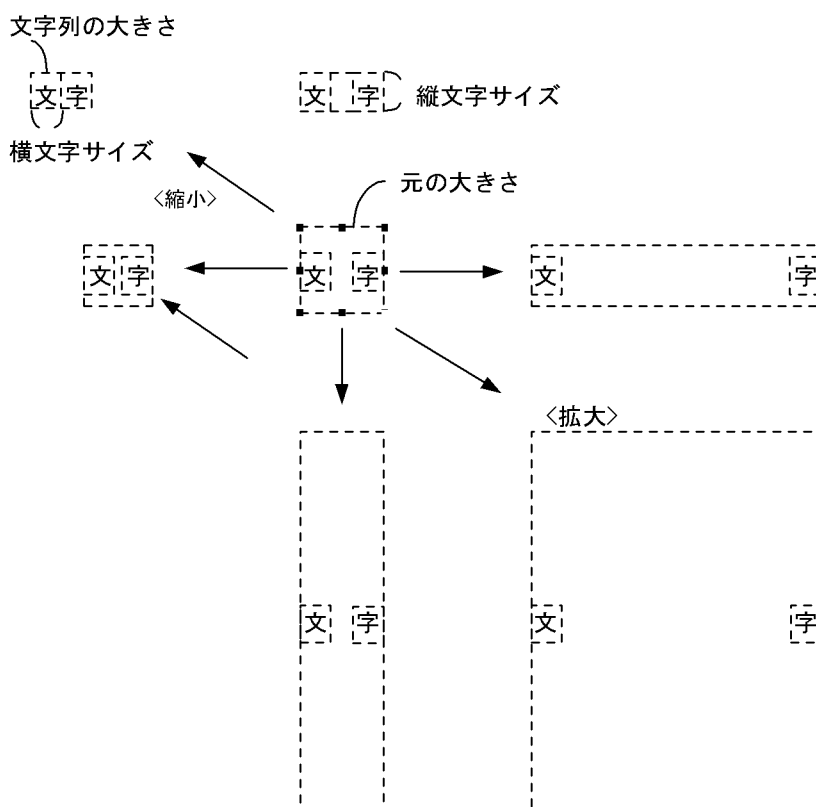 文字列の大きさ
文字
文 字
縦文字サイズ
横文字サイズ
元の大きさ
〈縮小〉
文 字
文 字
文 字
〈拡大〉
文 字
文 字